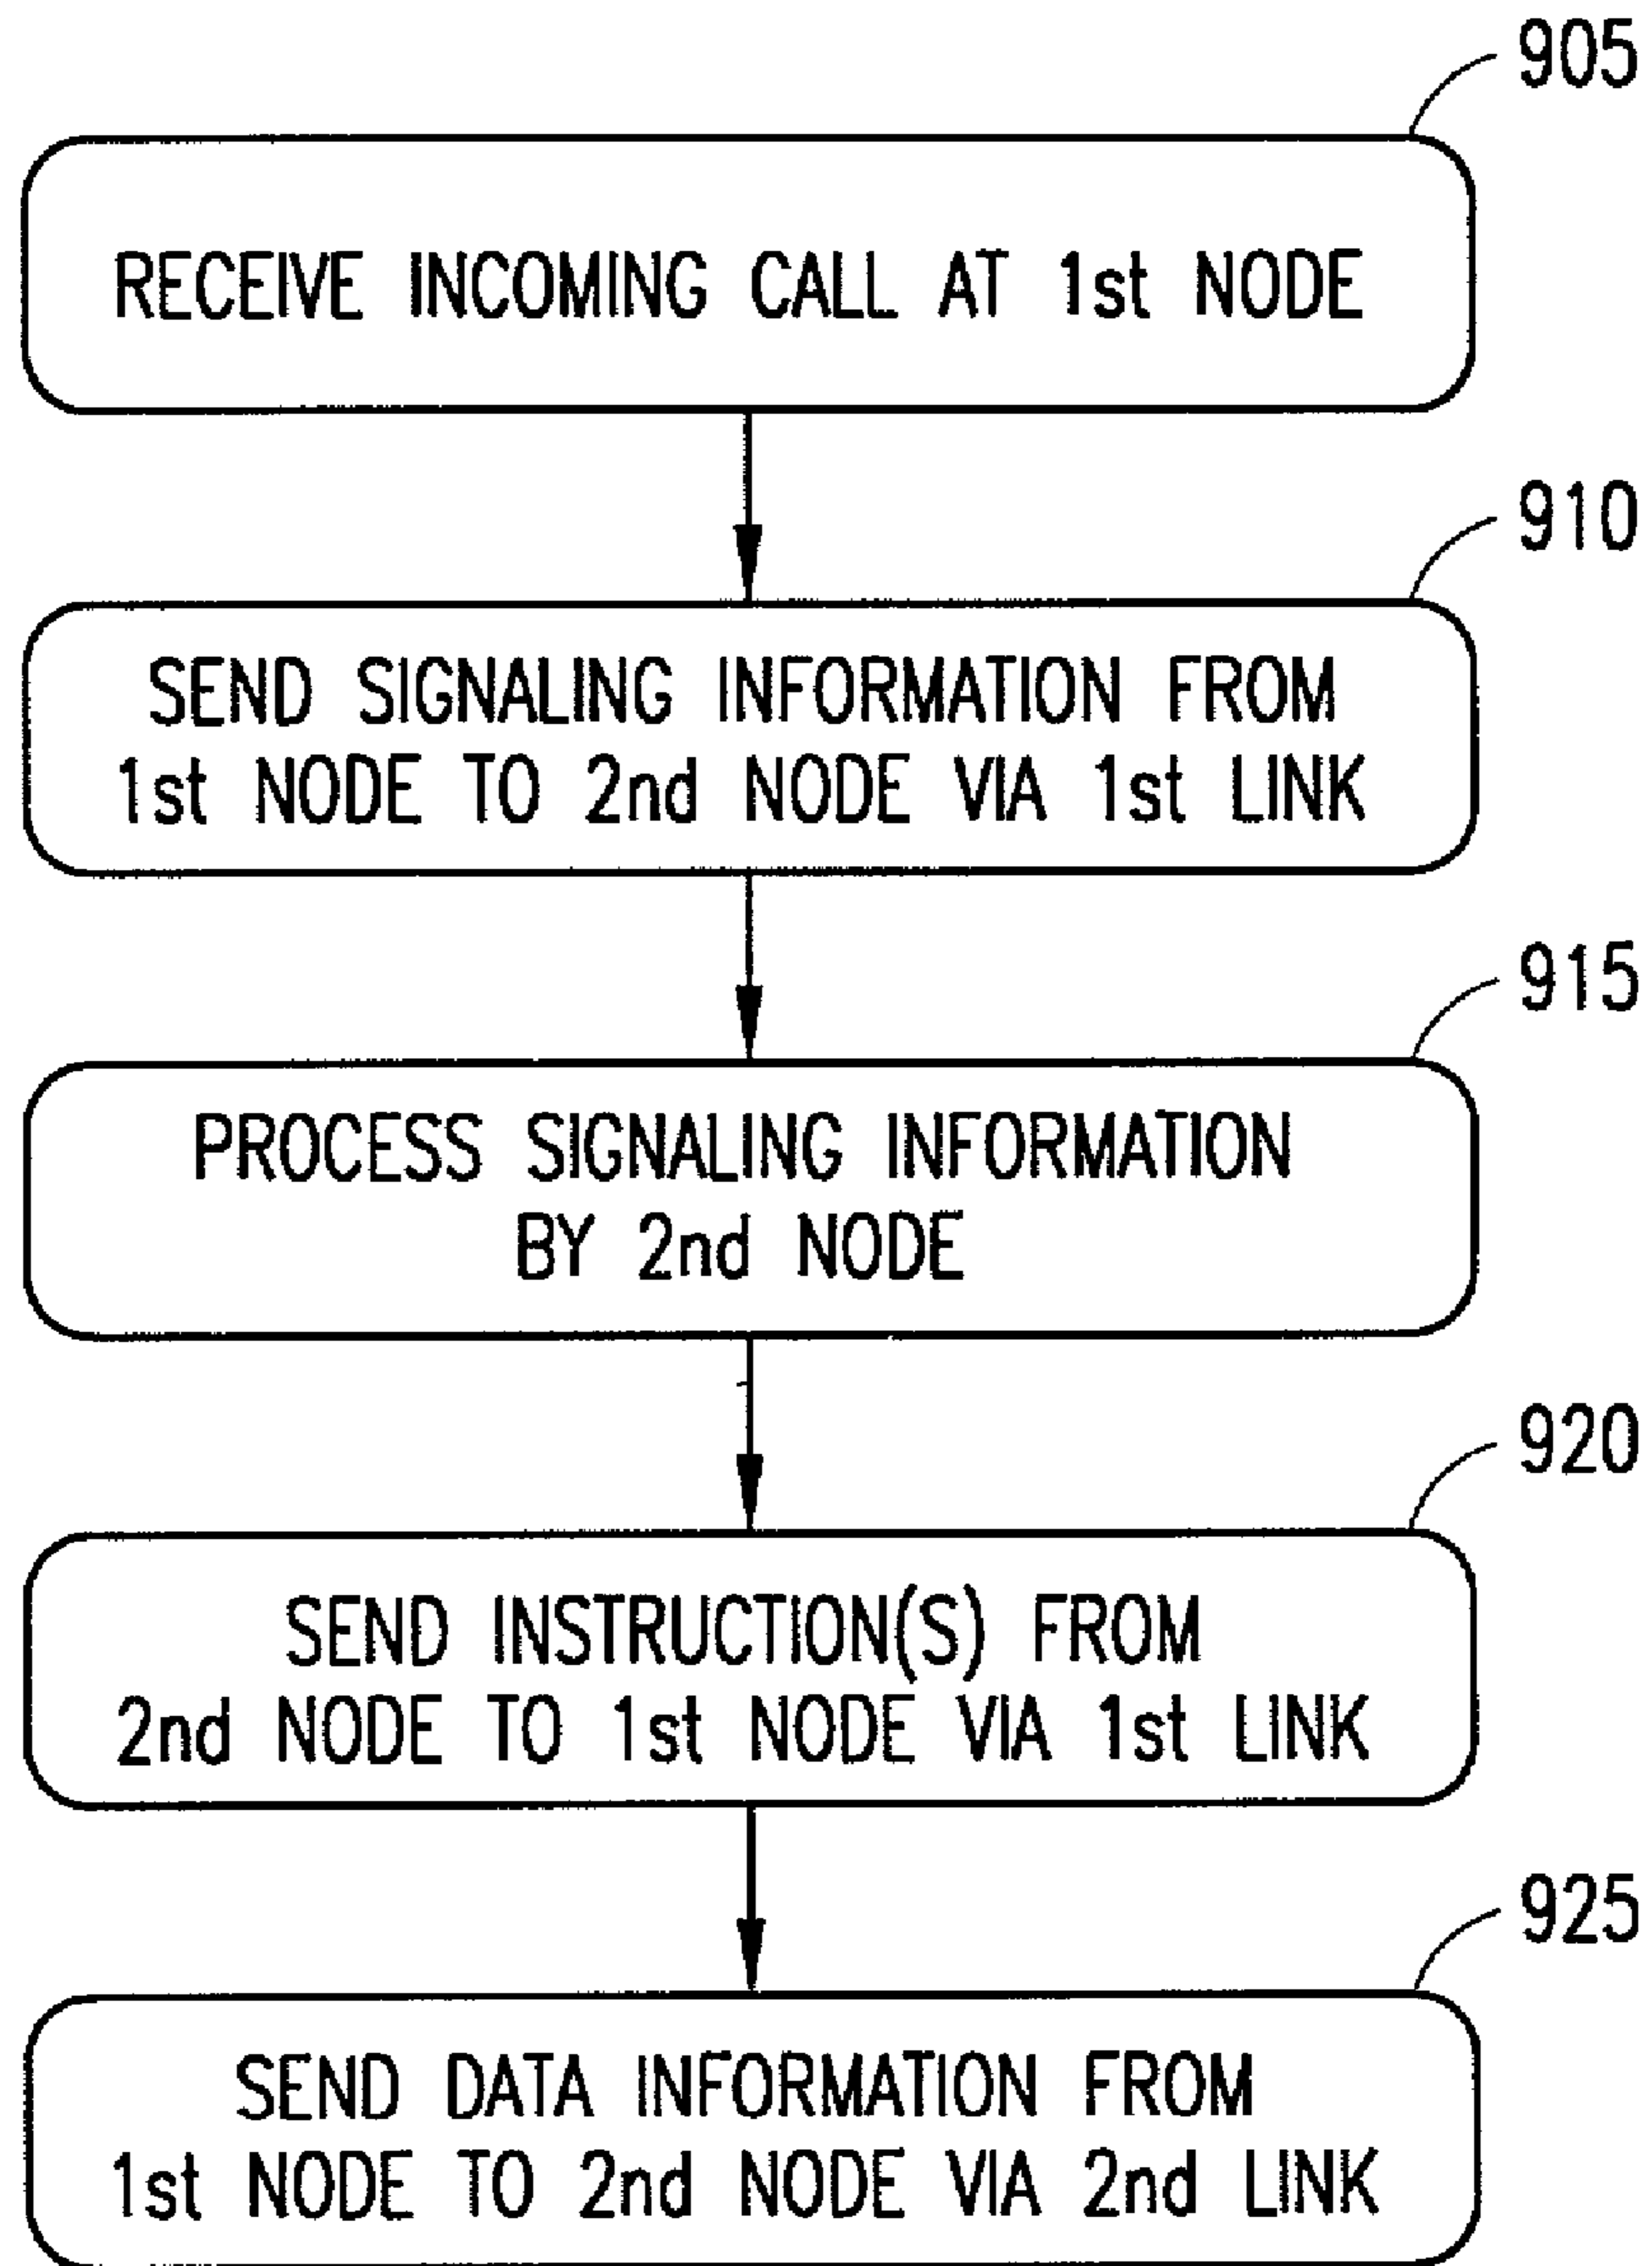 905
RECEIVE INCOMING CALL AT 1st NODE
910
SEND SIGNALING INFORMATION FROM
1st NODE TO 2nd NODE VIA 1st LINK
915
PROCESS SIGNALING INFORMATION
BY 2nd NODE
920
SEND INSTRUCTION(S) FROM
2nd NODE TO 1st NODE VIA 1st LINK
925
SEND DATA INFORMATION FROM
1st NODE TO 2nd NODE VIA 2nd LINK